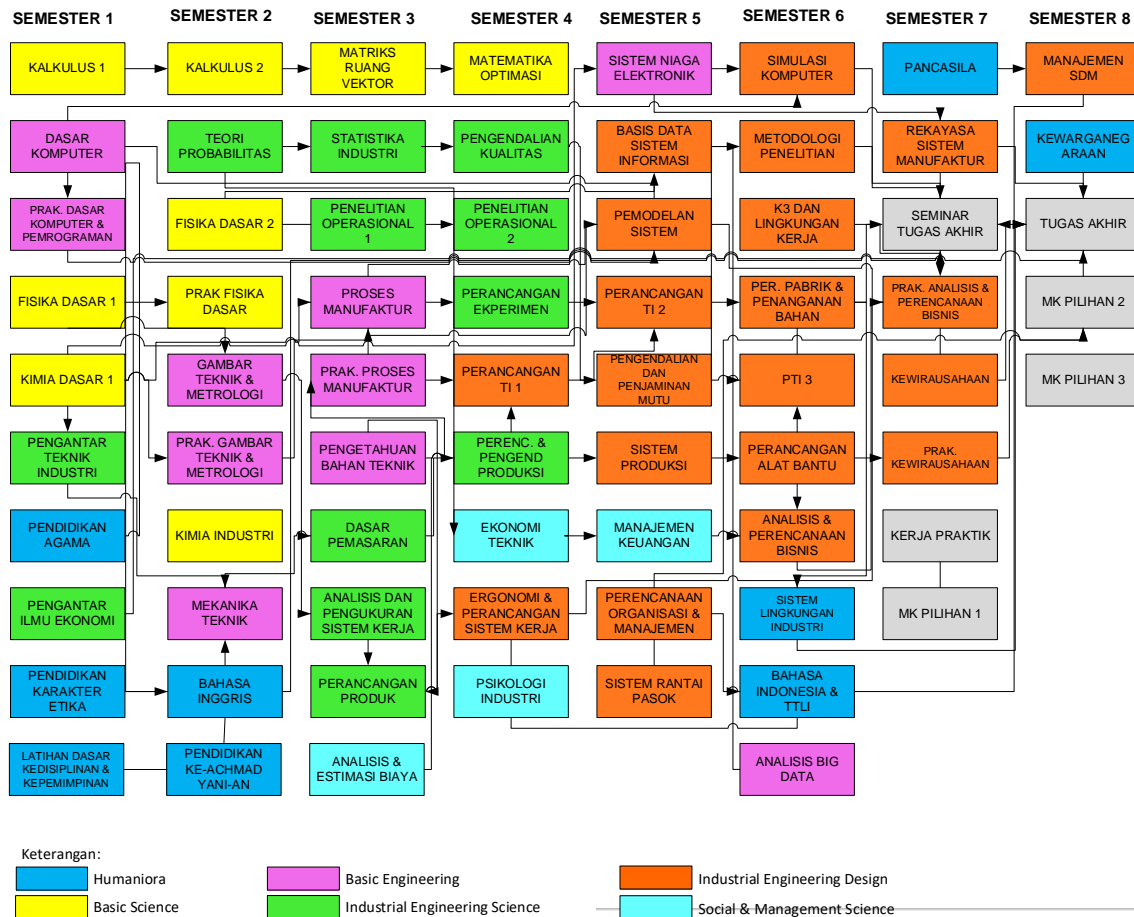 SEMESTER 1
SEMESTER 2
SEMESTER 3
SEMESTER 4
SEMESTER 5
SEMESTER 6
SEMESTER 7
SEMESTER 8
KALKULUS 1
KALKULUS 2
MATRIKS
RUANG
VEKTOR
MATEMATIKA
OPTIMASI
SISTEM NIAGA
ELEKTRONIK
SIMULASI
KOMPUTER
PANCASILA
MANAJEMEN
SDM
DASAR
KOMPUTER
TEORI
PROBABILITAS
STATISTIKA
INDUSTRI
PENGENDALIAN
KUALITAS
BASIS DATA
SISTEM
INFORMASI
METODOLOGI
PENELITIAN
REKAYASA
SISTEM
MANUFAKTUR
KEWARGANEG
ARAAN
PRAK. DASAR
KOMPUTER &
PEMROGRAMAN
FISIKA DASAR 2
PENELITIAN
OPERASIONAL
1
PENELITIAN
OPERASIONAL
2
PEMODELAN
SISTEM
K3 DAN
LINGKUNGAN
KERJA
SEMINAR
TUGAS AKHIR
TUGAS AKHIR
FISIKA DASAR 1
PRAK FISIKA
DASAR
PROSES
MANUFAKTUR
PERANCANGAN
EKPERIMEN
PERANCANGAN
TI 2
PER. PABRIK &
PENANGANAN
BAHAN
PRAK. ANALISIS &
PERENCANAAN
BISNIS
MK PILIHAN 2
KIMIA DASAR 1
GAMBAR
TEKNIK &
METROLOGI
PRAK. PROSES
MANUFAKTUR
PERANCANGAN
TI 1
PENGENDALIAN
DAN
PENJAMINAN
MUTU
PTI 3
KEWIRAUSAHAAN
MK PILIHAN 3
PENGANTAR
TEKNIK
INDUSTRI
PRAK. GAMBAR
TEKNIK &
METROLOGI
PENGETAHUAN
BAHAN TEKNIK
PERENC. &
PENGEND
PRODUKSI
SISTEM
PRODUKSI
PERANCANGAN
ALAT BANTU
PRAK.
KEWIRAUSAHAAN
PENDIDIKAN
AGAMA
KIMIA INDUSTRI
DASAR
PEMASARAN
EKONOMI
TEKNIK
MANAJEMEN
KEUANGAN
ANALISIS &
PERENCANAAN
BISNIS
KERJA PRAKTIK
PENGANTAR
ILMU EKONOMI
MEKANIKA
TEKNIK
ANALISIS DAN
PENGUKURAN
SISTEM KERJA
ERGONOMI &
PERANCANGAN
SISTEM KERJA
PERENCANAAN
ORGANISASI &
MANAJEMEN
SISTEM
LINGKUNGAN
INDUSTRI
MK PILIHAN 1
PENDIDIKAN
KARAKTER
ETIKA
BAHASA
INGGRIS
PERANCANGAN
PRODUK
PSIKOLOGI
INDUSTRI
SISTEM RANTAI
PASOK
BAHASA
INDONESIA &
TTLI
LATIHAN DASAR
KEDISIPLINAN &
KEPEMIMPINAN
PENDIDIKAN
KE-ACHMAD
YANI-AN
ANALISIS &
ESTIMASI BIAYA
ANALISIS BIG
DATA
Keterangan:
Humaniora
Basic Engineering
Industrial Engineering Design
Basic Science
Industrial Engineering Science
Social & Management Science